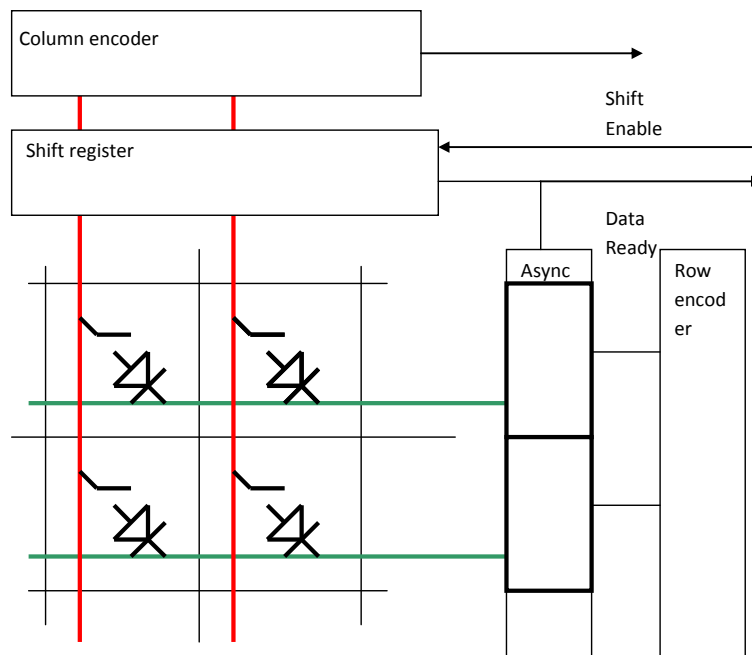 Column encoder
Shift
Enable
Shift register
Data
Ready
Async
Row
encod
er